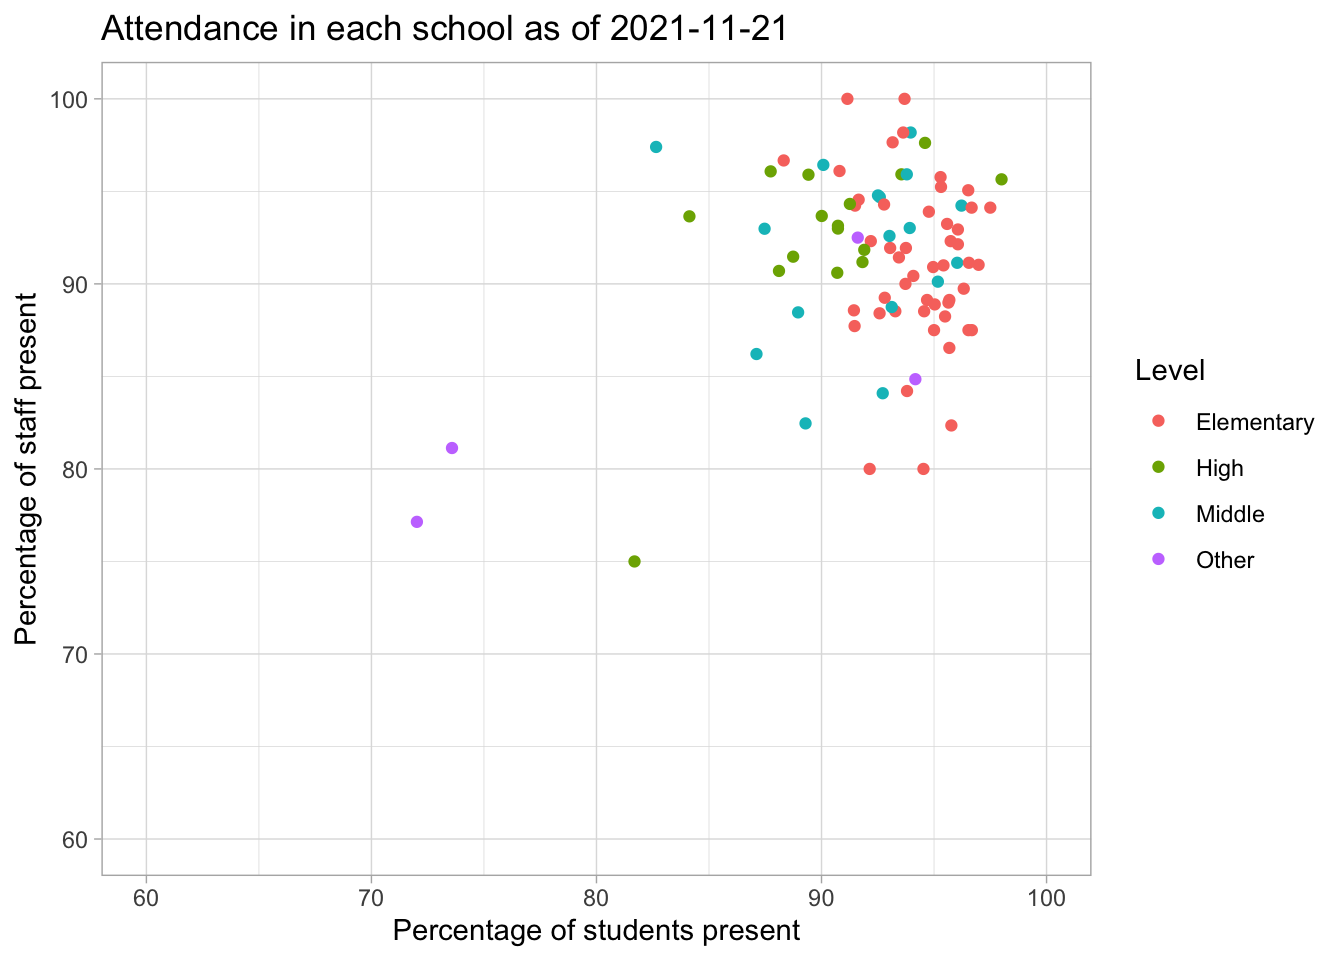 Attendance in each school as of 2021-11-21
Percentage of staff present
100
90
80
70
60
60 70 80 90 100
Percentage of students present
Level
Elementary
High
Middle
Other